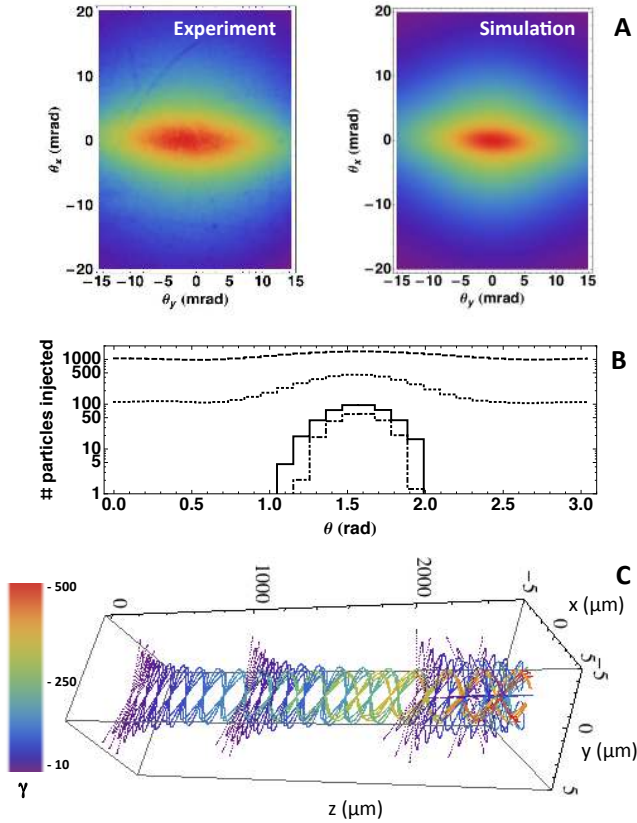 Experiment
Simulation
A
20
10
0
-10
-20
θx (mrad)
-15 -10 -5 0 5 10 15
θy (mrad)
20
10
0
-10
-20
θx (mrad)
-15 -10 -5 0 5 10 15
θy (mrad)
B
# particles injected
1000
500
100
50
10
5
1
0.0 0.5 1.0 1.5 2.0 2.5 3.0
θ (rad)
C
- 500
- 250
- 10
γ
0
1000
2000
z (μm)
-5
0
5
x (μm)
-5
0
5
y (μm)